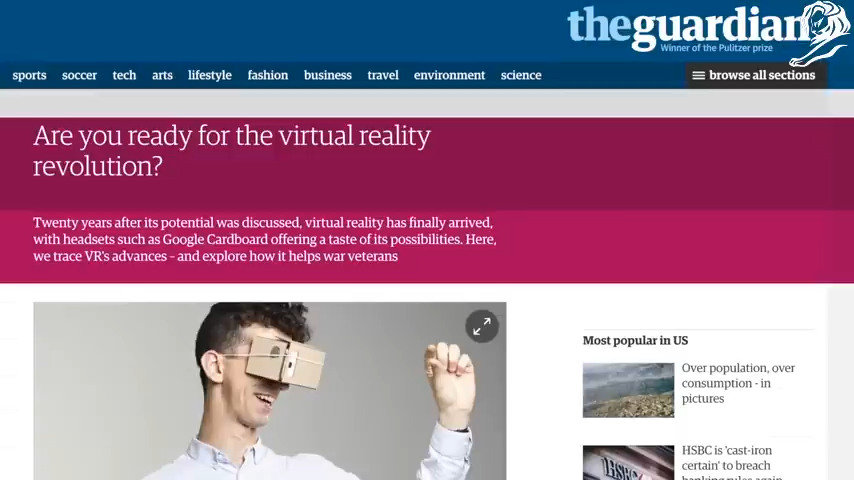 theguardian
Winner of the Pulitzer prize
sports soccer tech arts lifestyle fashion business travel environment science
browse all sections
Are you ready for the virtual reality
revolution?
Twenty years after its potential was discussed, virtual reality has finally arrived,
with headsets such as Google Cardboard offering a taste of its possibilities. Here,
we trace VR's advances – and explore how it helps war veterans
Most popular in US
Over population, over
consumption - in
pictures
HSBC is 'cast-iron
certain' to breach
banking rules again
HSBC